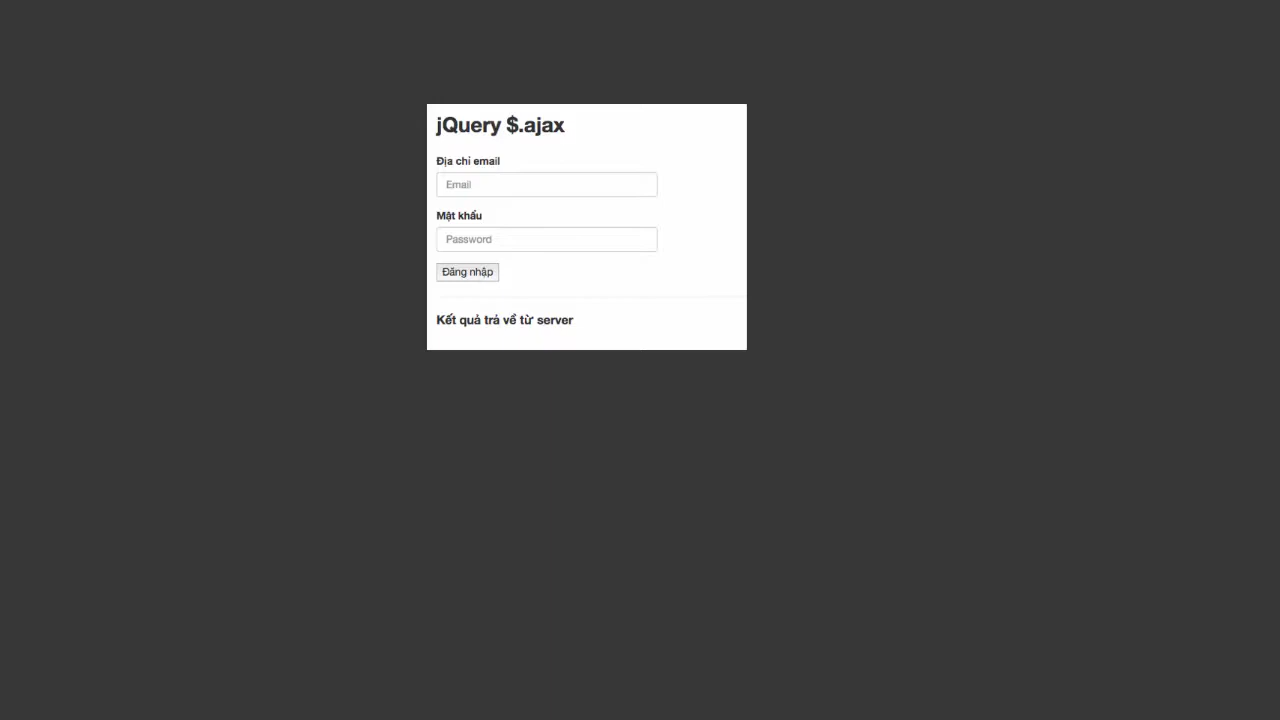 jQuery $.ajax
Địa chỉ email
Email
Mật khẩu
Password
Đăng nhập
Kết quả trả về từ server